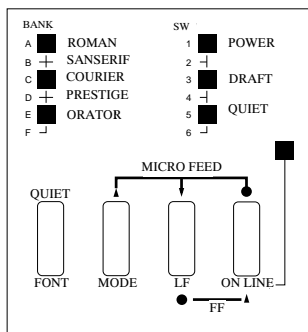 BANK
A ROMAN
B SANSERIF
C COURIER
D PRESTIGE
E ORATOR
F
SW
1 POWER
2
3 DRAFT
4
5 QUIET
6
MICRO FEED
QUIET
FONT MODE LF ON LINE
FF